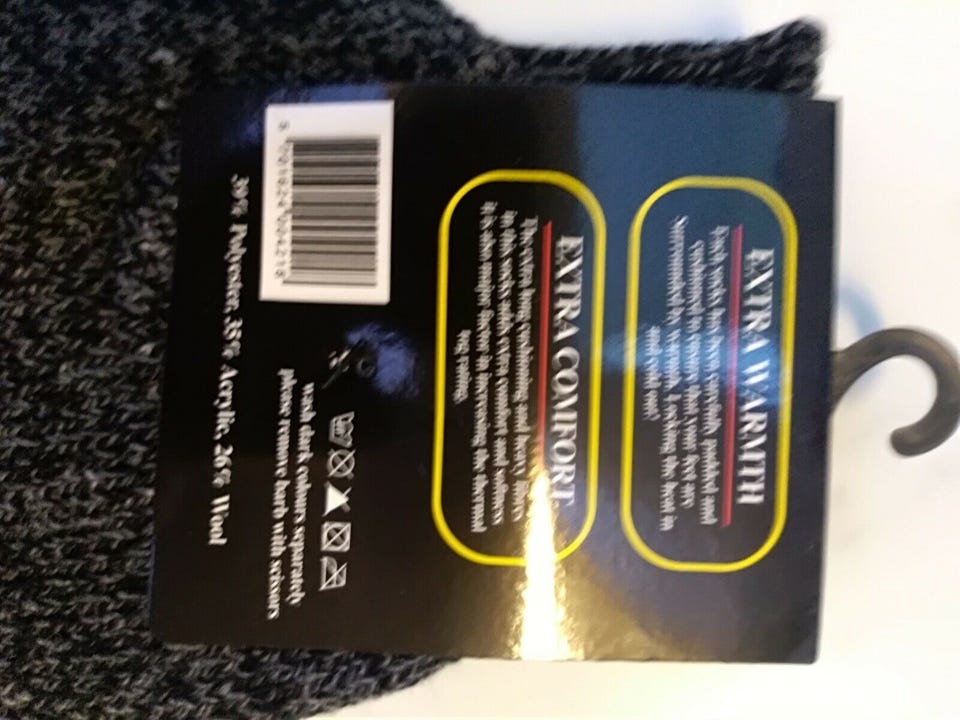 EXTRA WARMTH
Each socks has been carefully padded and
cushioned to ensure that your feet are
Surrounded by warmth. Locking the heat in
and cold out!
EXTRA COMFORT
The extra long cushioning and heavy fibers
in this socks adds extra comfort and softness
it is also major factor in increasing the thermal
tog rating.
wash dark colours separately
please remove barb with scissors
39% Polyester, 35% Acrylic, 26% Wool